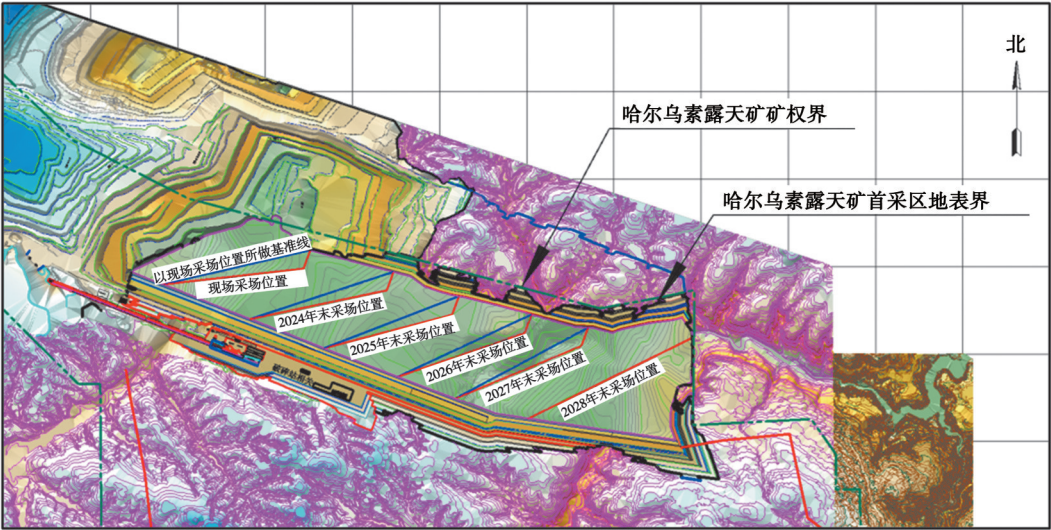 北
哈尔乌素露天矿矿权界
哈尔乌素露天矿首采区地表界
以现场采场位置所做基准线
现场采场位置
2024年末采场位置
2025年末采场位置
2026年末采场位置
2027年末采场位置
2028年末采场位置